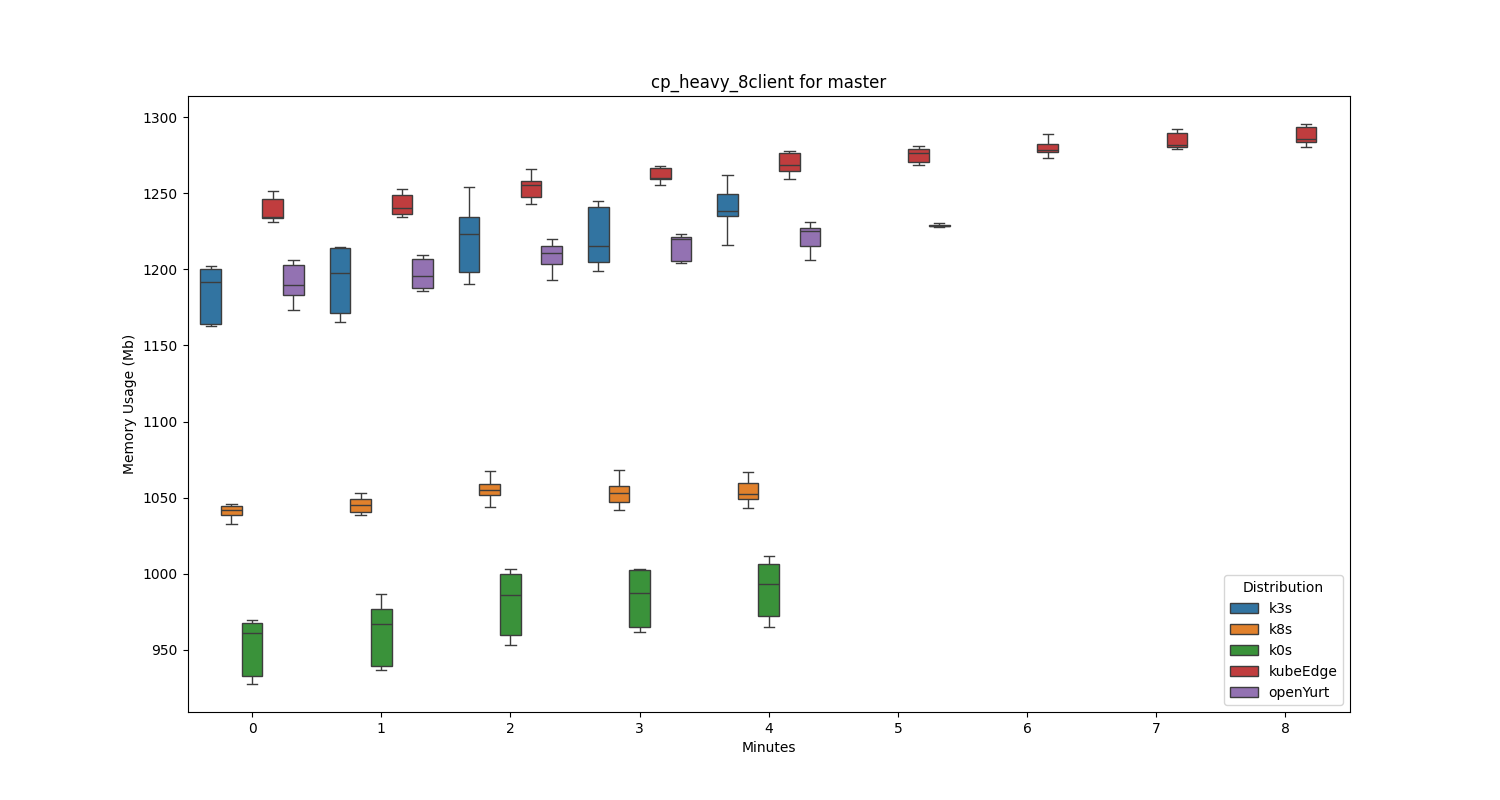 cp_heavy_8client for master
Memory Usage (Mb)
1300
1250
1200
1150
1100
1050
1000
950
0 1 2 3 4 5 6 7 8
Minutes
Distribution
k3s
k8s
k0s
kubeEdge
openYurt